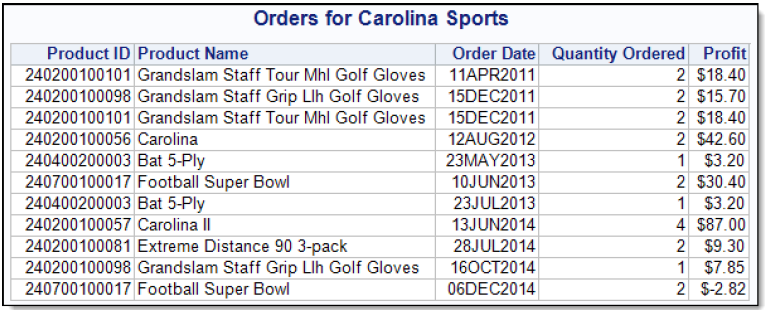 Orders for Carolina Sports
Product ID Product Name Order Date Quantity Ordered Profit
240200100101 Grandslam Staff Tour Mhl Golf Gloves 11APR2011 2 $18.40
240200100098 Grandslam Staff Grip Llh Golf Gloves 15DEC2011 2 $15.70
240200100101 Grandslam Staff Tour Mhl Golf Gloves 15DEC2011 2 $18.40
240200100056 Carolina 12AUG2012 2 $42.60
240400200003 Bat 5-Ply 23MAY2013 1 $3.20
240700100017 Football Super Bowl 10JUN2013 2 $30.40
240400200003 Bat 5-Ply 23JUL2013 1 $3.20
240200100057 Carolina II 13JUN2014 4 $87.00
240200100081 Extreme Distance 90 3-pack 28JUL2014 2 $9.30
240200100098 Grandslam Staff Grip Llh Golf Gloves 16OCT2014 1 $7.85
240700100017 Football Super Bowl 06DEC2014 2 $-2.82